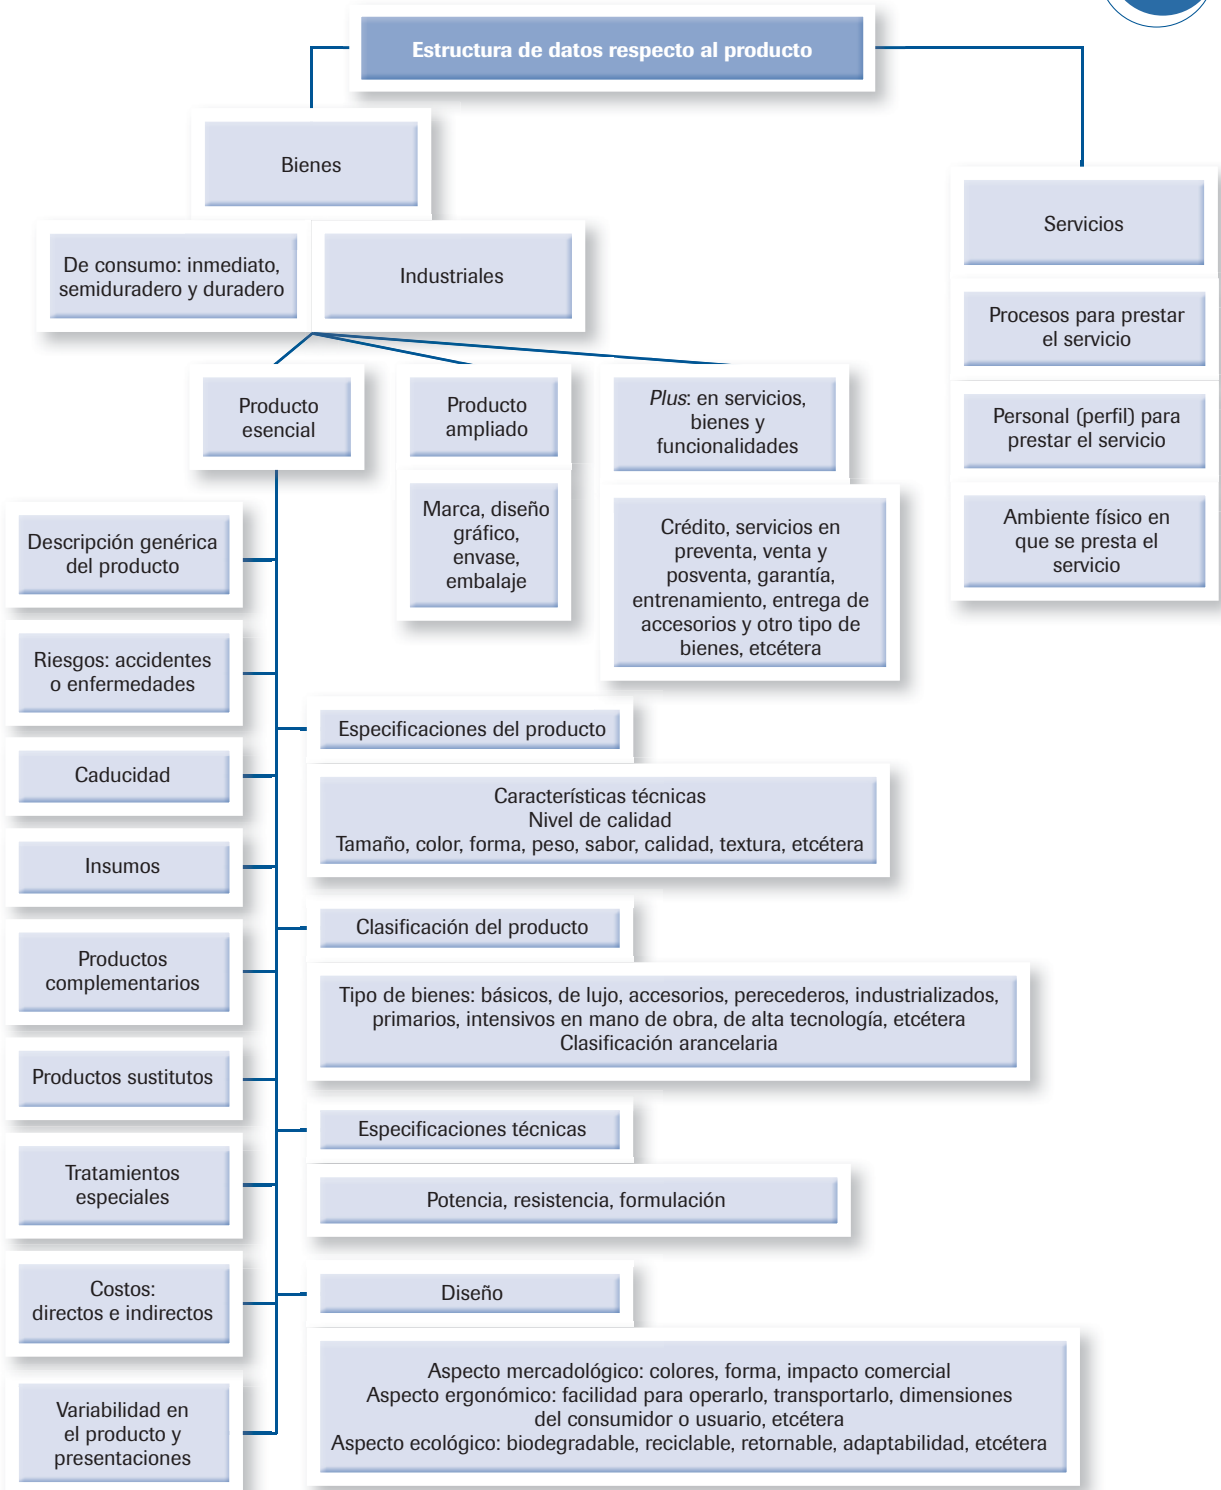 Estructura de datos respecto al producto
Bienes
De consumo: inmediato,
semiduradero y duradero
Industriales
Servicios
Procesos para prestar
el servicio
Personal (perfil) para
prestar el servicio
Ambiente físico en
que se presta el
servicio
Producto
esencial
Producto
ampliado
Marca, diseño
gráfico,
envase,
embalaje
Plus: en servicios,
bienes y
funcionalidades
Crédito, servicios en
preventa, venta y
posventa, garantía,
entrenamiento, entrega de
accesorios y otro tipo de
bienes, etcétera
Descripción genérica
del producto
Riesgos: accidentes
o enfermedades
Caducidad
Insumos
Productos
complementarios
Productos sustitutos
Tratamientos
especiales
Costos:
directos e indirectos
Variabilidad en
el producto y
presentaciones
Especificaciones del producto
Características técnicas
Nivel de calidad
Tamaño, color, forma, peso, sabor, calidad, textura, etcétera
Clasificación del producto
Tipo de bienes: básicos, de lujo, accesorios, perecederos, industrializados,
primarios, intensivos en mano de obra, de alta tecnología, etcétera
Clasificación arancelaria
Especificaciones técnicas
Potencia, resistencia, formulación
Diseño
Aspecto mercadológico: colores, forma, impacto comercial
Aspecto ergonómico: facilidad para operarlo, transportarlo, dimensiones
del consumidor o usuario, etcétera
Aspecto ecológico: biodegradable, reciclable, retornable, adaptabilidad, etcétera